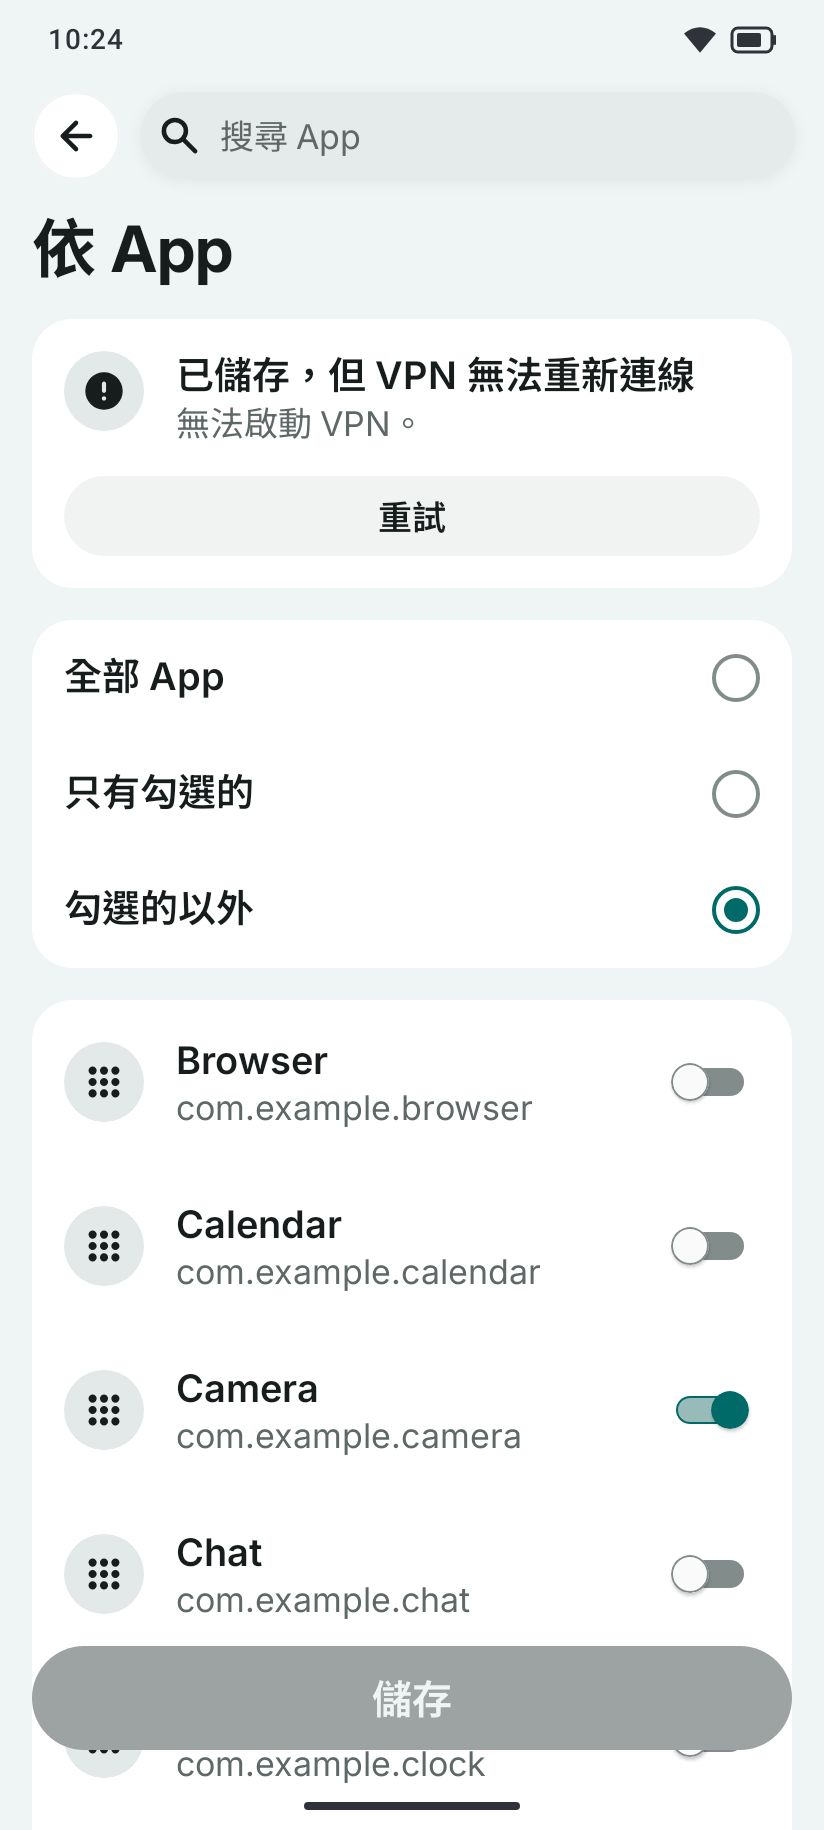 10:24
搜尋 App
依 App
已儲存，但 VPN 無法重新連線
無法啟動 VPN。
重試
全部 App
只有勾選的
勾選的以外
Browser
com.example.browser
Calendar
com.example.calendar
Camera
com.example.camera
Chat
com.example.chat
儲存
com.example.clock